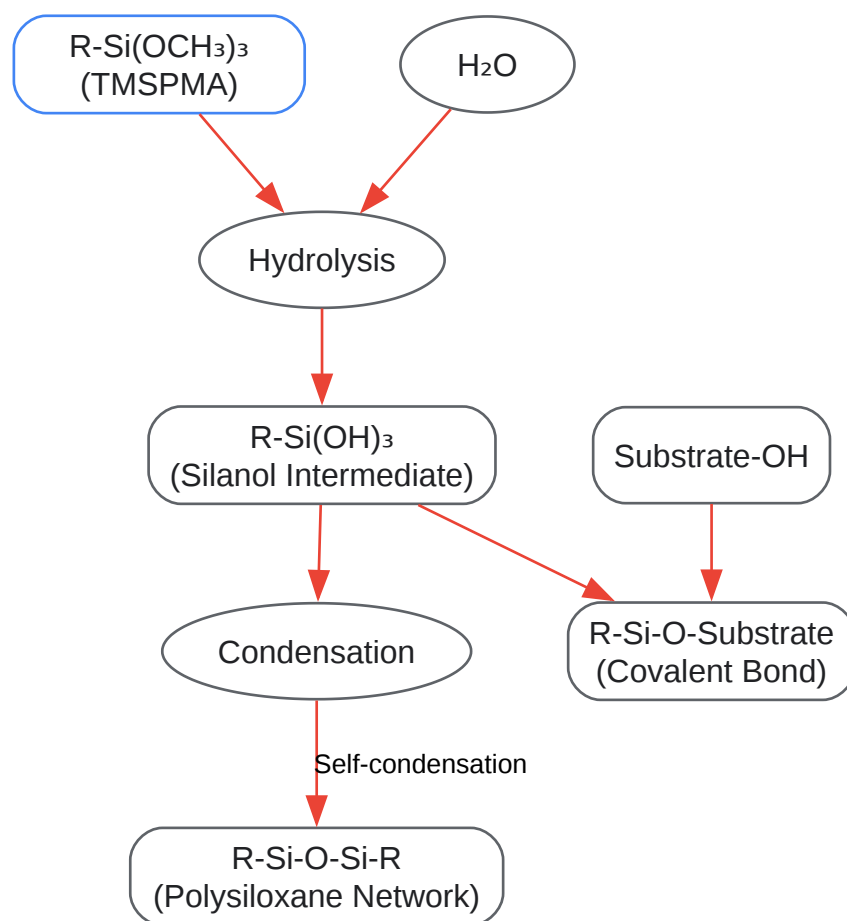 R-Si(OCH₃)₃
(TMSPMA)
H₂O
Hydrolysis
R-Si(OH)₃
(Silanol Intermediate)
Substrate-OH
Condensation
R-Si-O-Substrate
(Covalent Bond)
Self-condensation
R-Si-O-Si-R
(Polysiloxane Network)